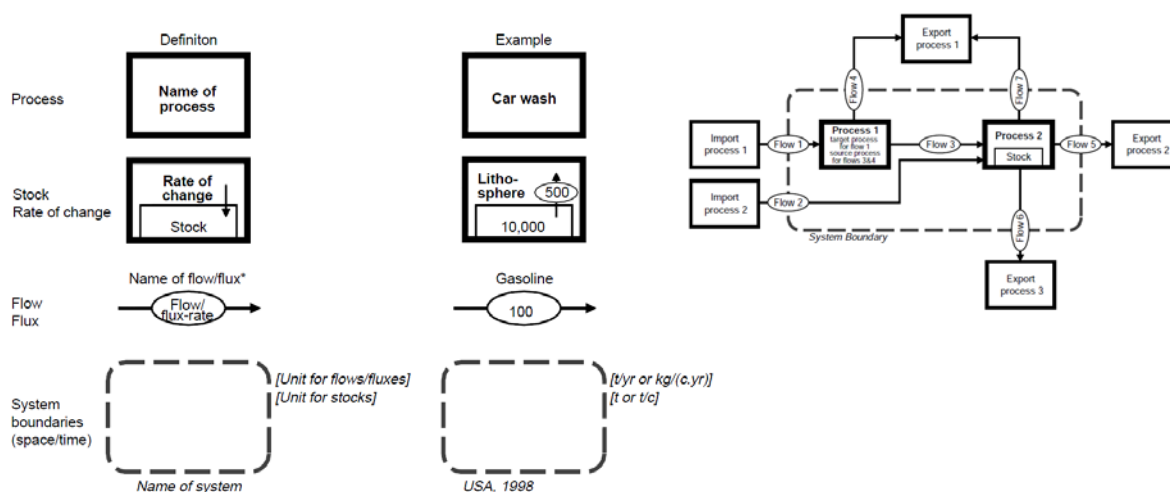 Definiton
Example
Process
Name of
process
Car wash
Stock
Rate of change
Rate of
change
Stock
Litho-
sphere
500
10,000
Name of flow/flux*
Gasoline
Flow
Flux
Flow/
flux-rate
100
System
boundaries
(space/time)
[Unit for flows/fluxes]
[Unit for stocks]
[t/yr or kg/(c.yr)]
[t or t/c]
Name of system
USA, 1998
Export
process 1
Flow 4
Flow 7
Import
process 1
Flow 1
Process 1
target process
for flow 1
source process
for flows 3&4
Flow 3
Process 2
Stock
Flow 5
Export
process 2
Import
process 2
Flow 2
Flow 6
System Boundary
Export
process 3